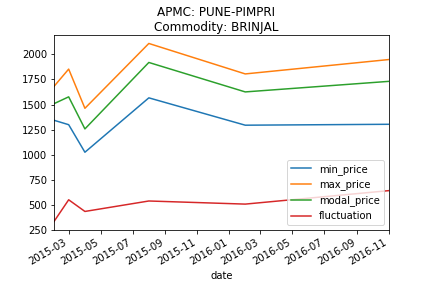 APMC: PUNE-PIMPRI
Commodity: BRINJAL
2000
1750
1500
1250
1000
750
500
250
min_price
max_price
modal_price
fluctuation
2015-03
2015-05
2015-07
2015-09
2015-11
2016-01
2016-03
2016-05
2016-07
2016-09
2016-11
date